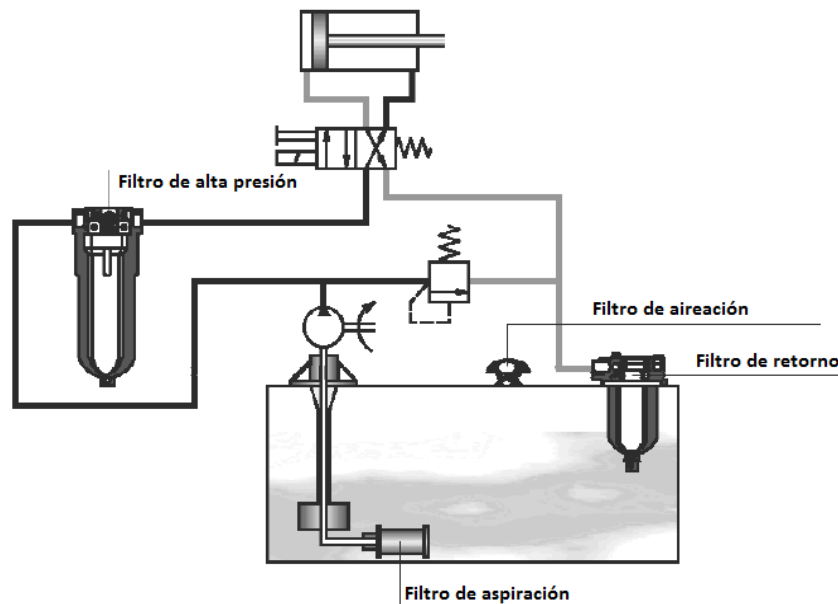 Filtro de alta presión
Filtro de aireación
Filtro de retorno
Filtro de aspiración